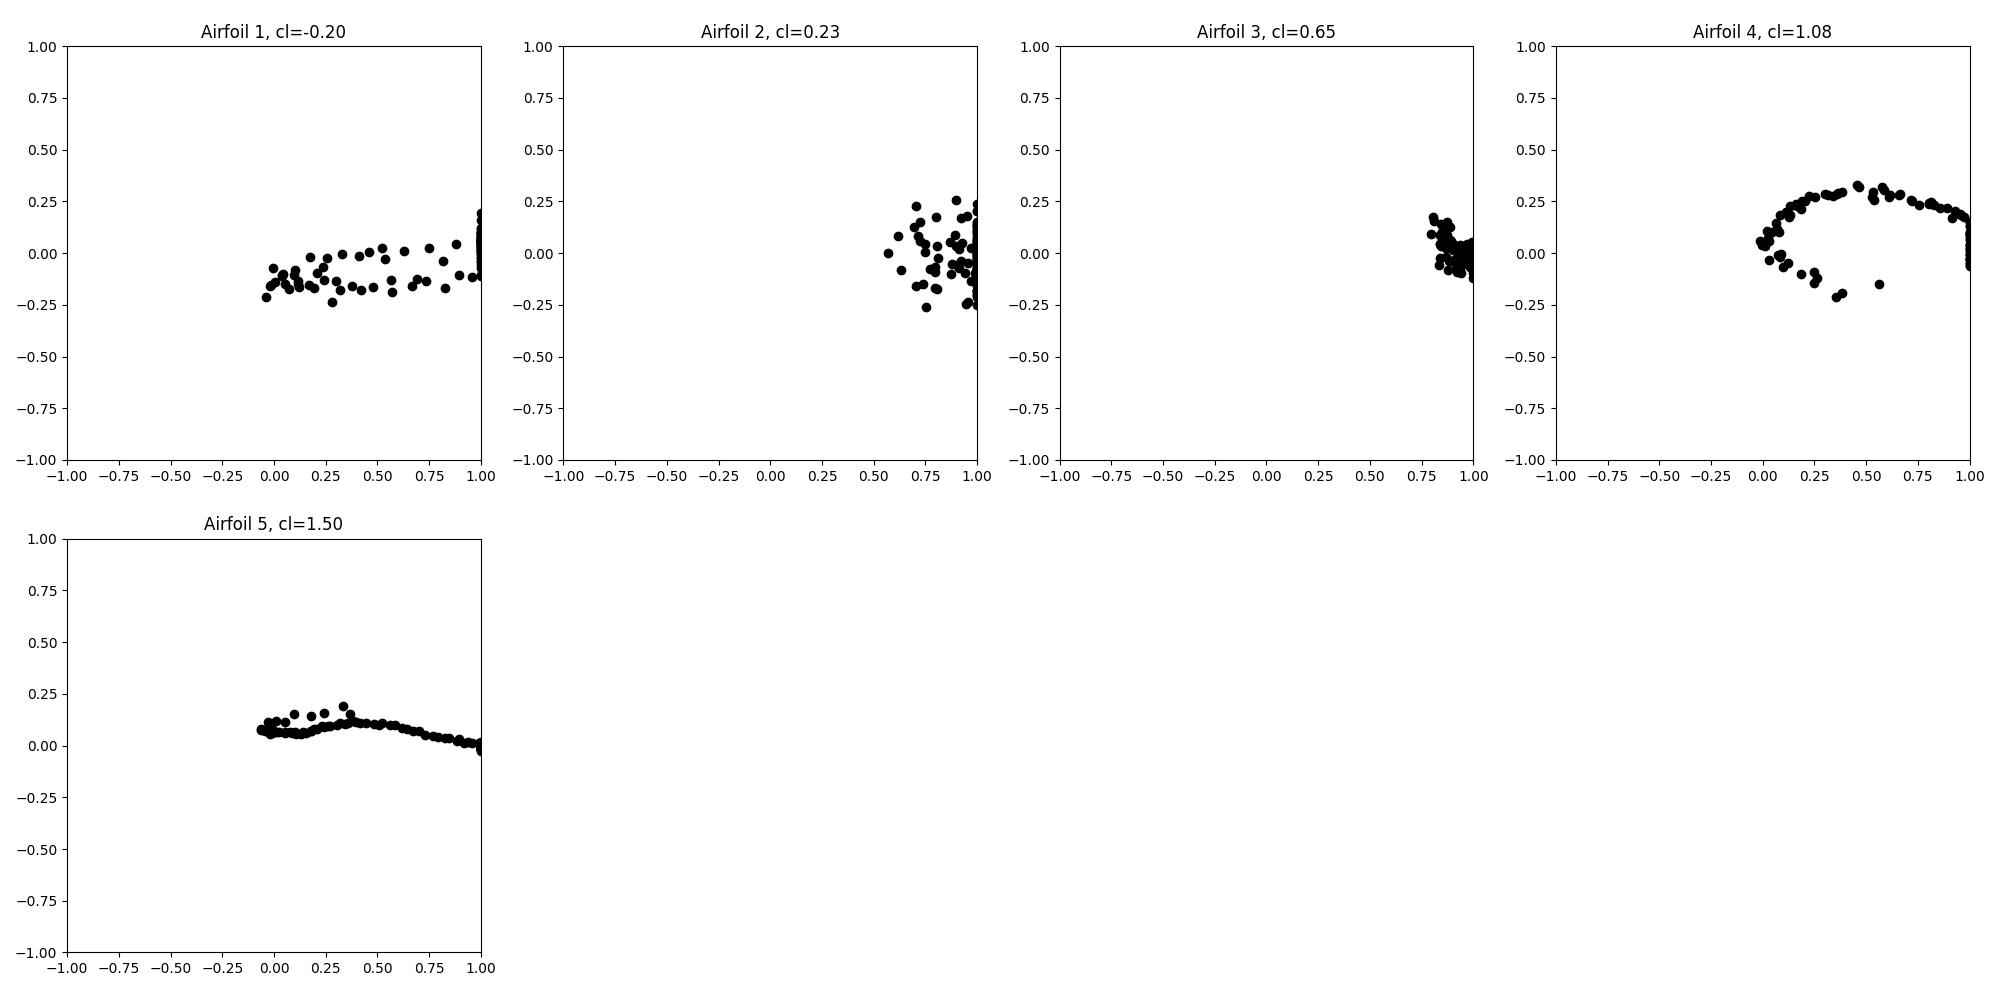 Airfoil 1, cl=-0.20
Airfoil 2, cl=0.23
Airfoil 3, cl=0.65
Airfoil 4, cl=1.08
1.00 1.00 1.00 1.00
0.75 0.75 0.75 0.75
0.50 0.50 0.50 0.50
0.25 0.25 0.25 0.25
0.00 0.00 0.00 0.00
−0.25 −0.25 −0.25 −0.25
−0.50 −0.50 −0.50 −0.50
−0.75 −0.75 −0.75 −0.75
−1.00 −1.00 −1.00 −1.00
−1.00 −0.75 −0.50 −0.25 0.00 0.25 0.50 0.75 1.00
−1.00 −0.75 −0.50 −0.25 0.00 0.25 0.50 0.75 1.00
−1.00 −0.75 −0.50 −0.25 0.00 0.25 0.50 0.75 1.00
−1.00 −0.75 −0.50 −0.25 0.00 0.25 0.50 0.75 1.00
Airfoil 5, cl=1.50
1.00
0.75
0.50
0.25
0.00
−0.25
−0.50
−0.75
−1.00
−1.00 −0.75 −0.50 −0.25 0.00 0.25 0.50 0.75 1.00